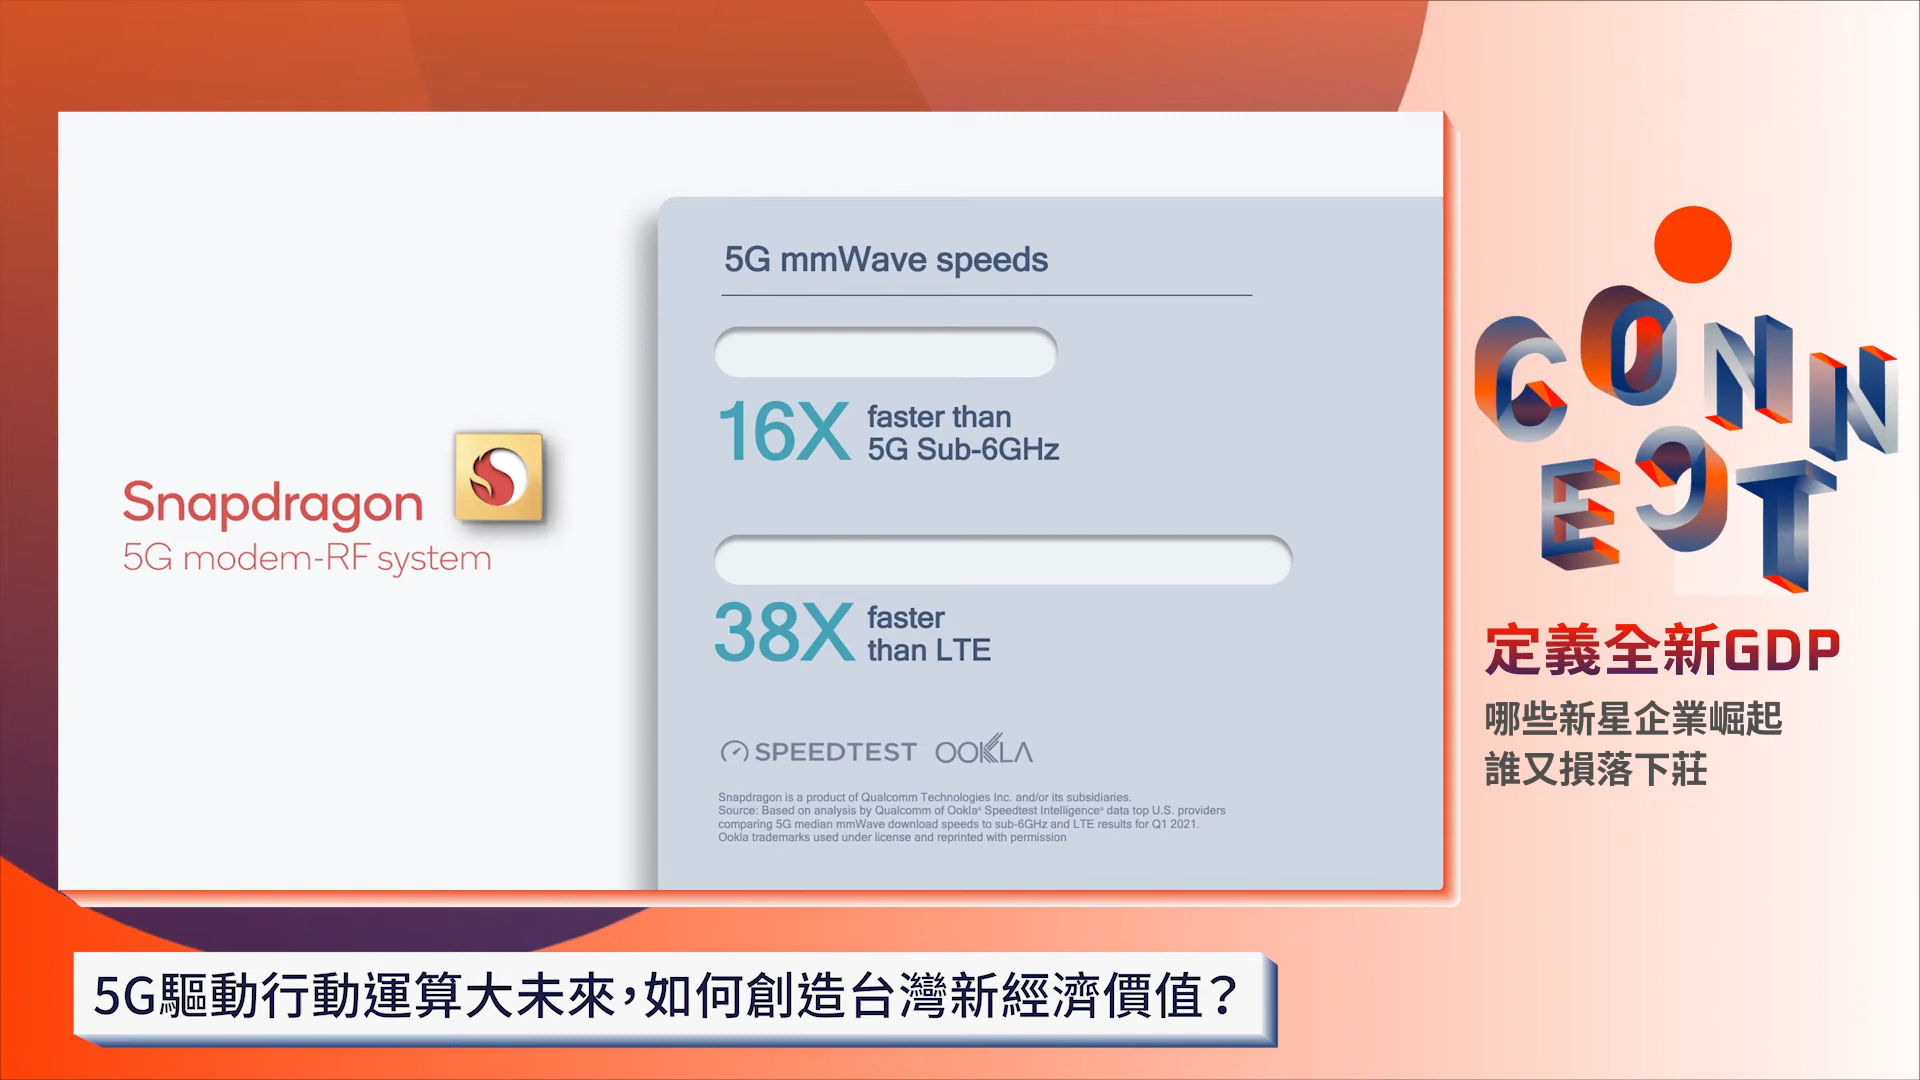 Snapdragon
5G modem-RF system
5G mmWave speeds
16X faster than
5G Sub-6GHz
38X faster
than LTE
SPEEDTEST OOKLA
Snapdragon is a product of Qualcomm Technologies Inc. and/or its subsidiaries.
Source: Based on analysis by Qualcomm of Ookla® Speedtest Intelligence® data top U.S. providers
comparing 5G median mmWave download speeds to sub-6GHz and LTE results for Q1 2021.
Ookla trademarks used under license and reprinted with permission
CONN
ECT
定義全新GDP
哪些新星企業崛起
誰又損落下莊
5G驅動行動運算大未來,如何創造台灣新經濟價值?